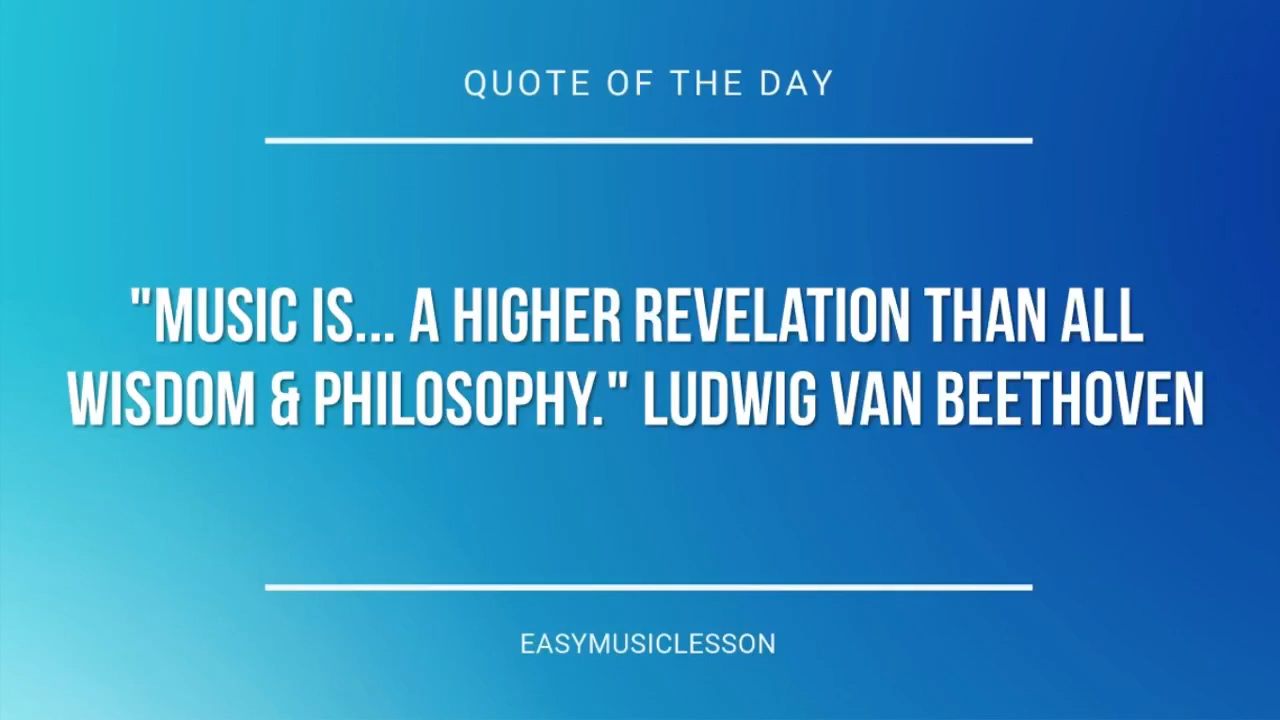 QUOTE OF THE DAY
"MUSIC IS... A HIGHER REVELATION THAN ALL
WISDOM & PHILOSOPHY." LUDWIG VAN BEETHOVEN
EASYMUSICLESSON